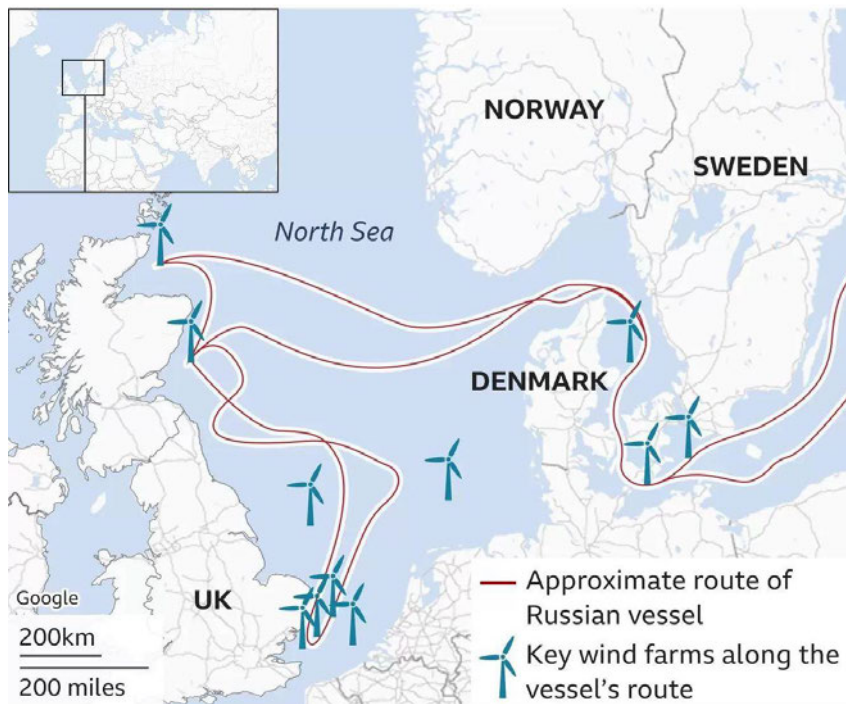 NORWAY
SWEDEN
North Sea
DENMARK
UK
Google
200km
200 miles
Approximate route of
Russian vessel
Key wind farms along the
vessel's route